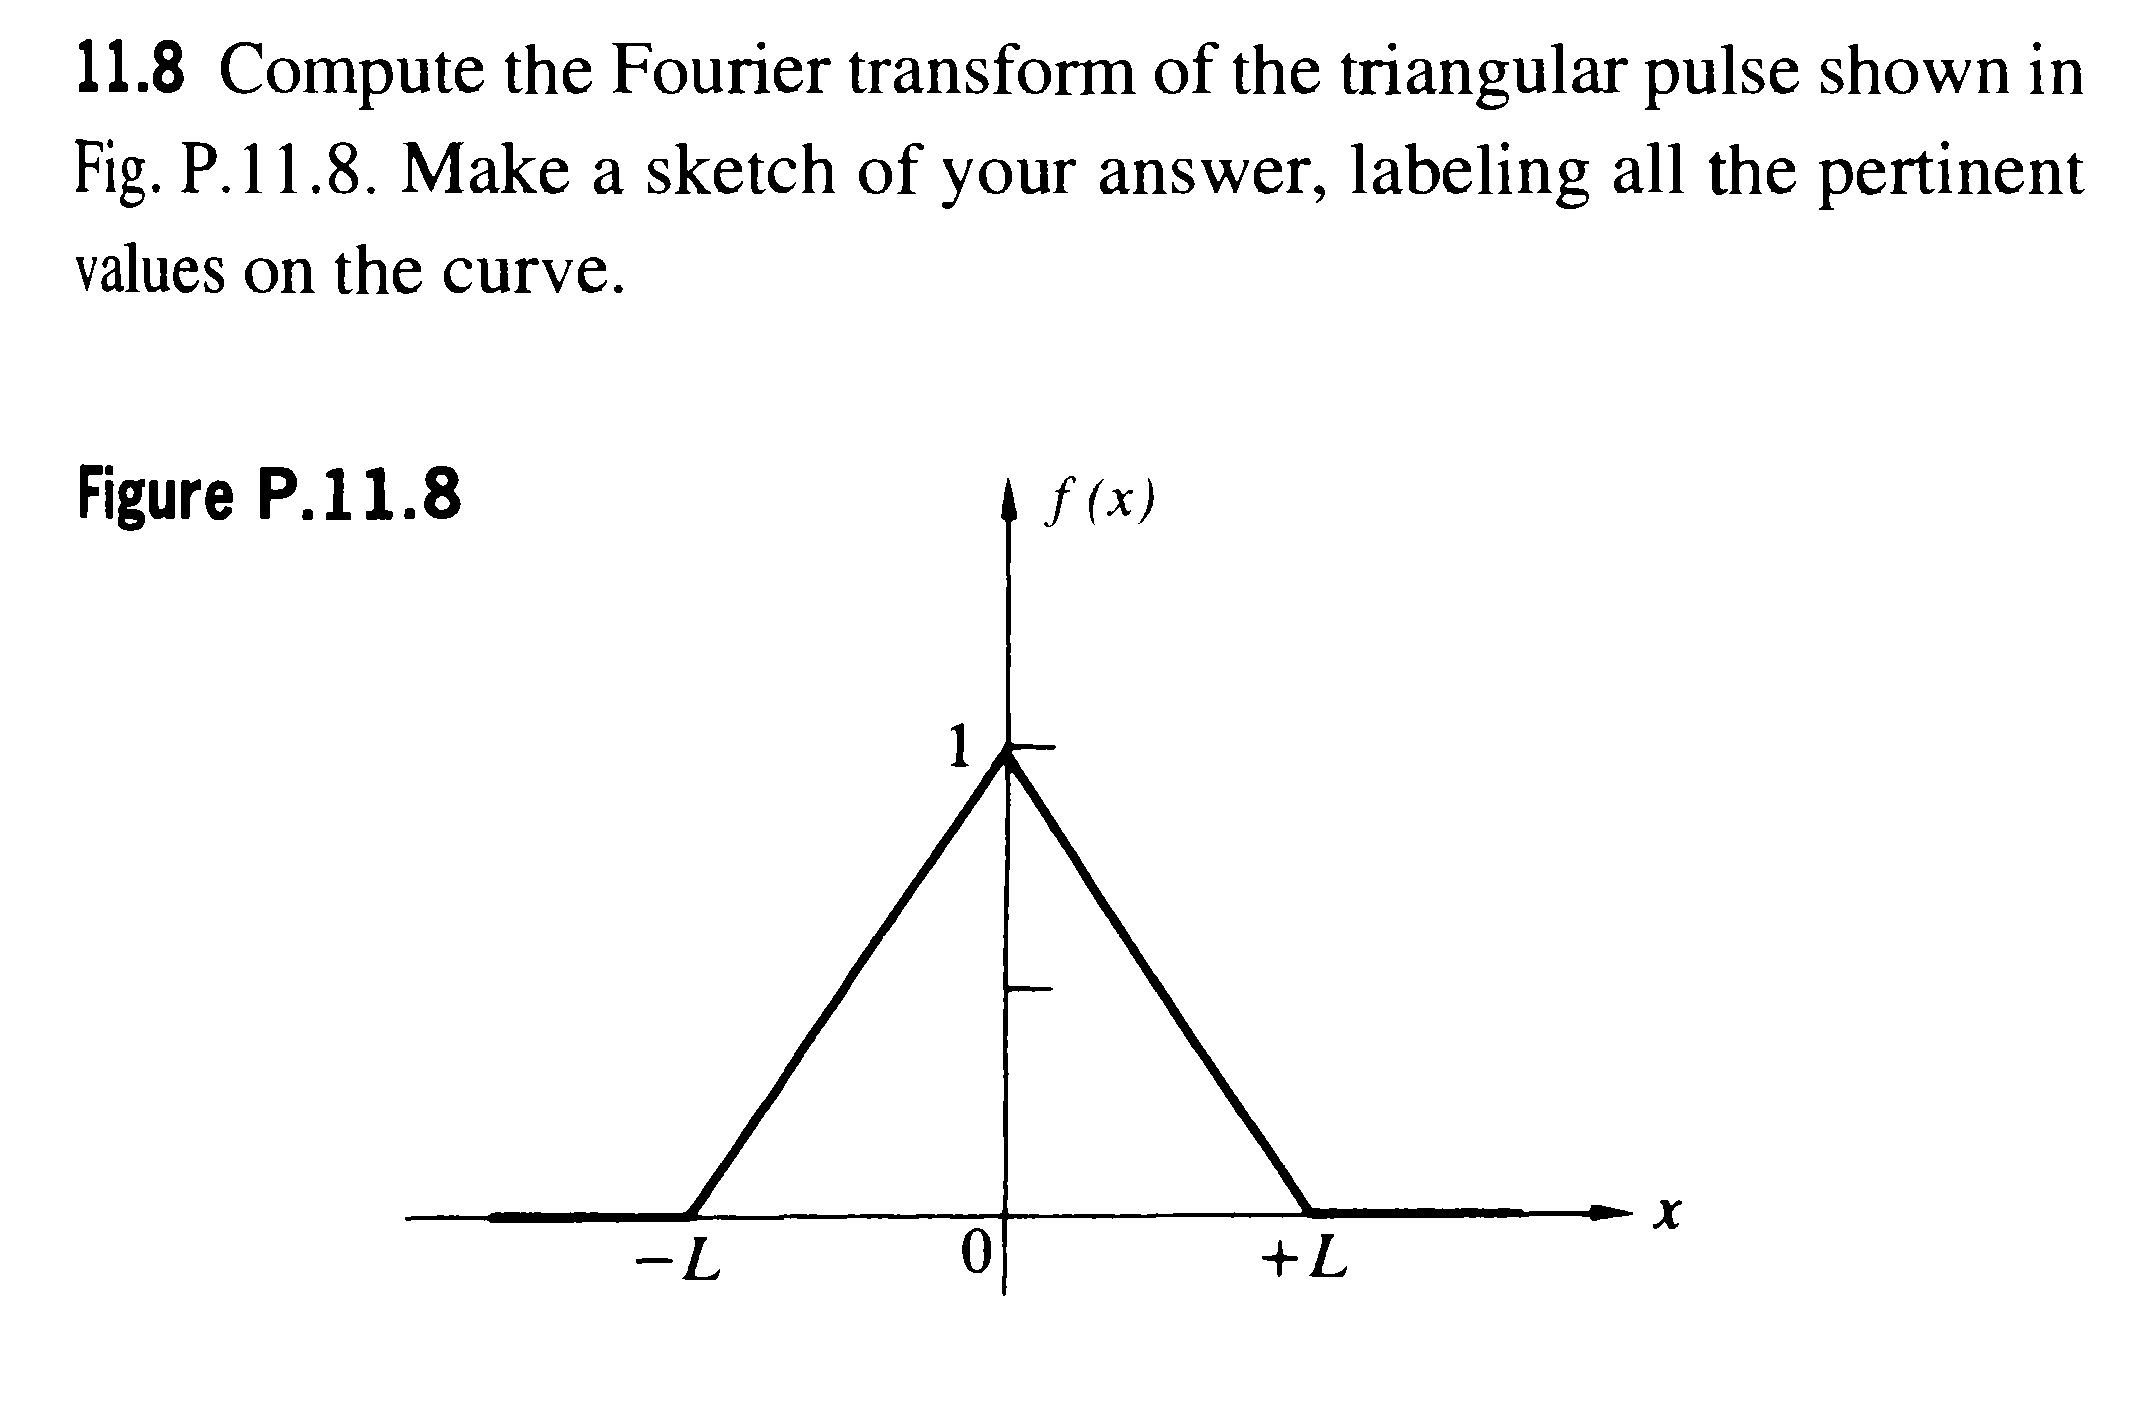 11.8 Compute the Fourier transform of the triangular pulse shown in
Fig. P.11.8. Make a sketch of your answer, labeling all the pertinent
values on the curve.
Figure P.11.8
f (x)
1
x
−L
0
+L